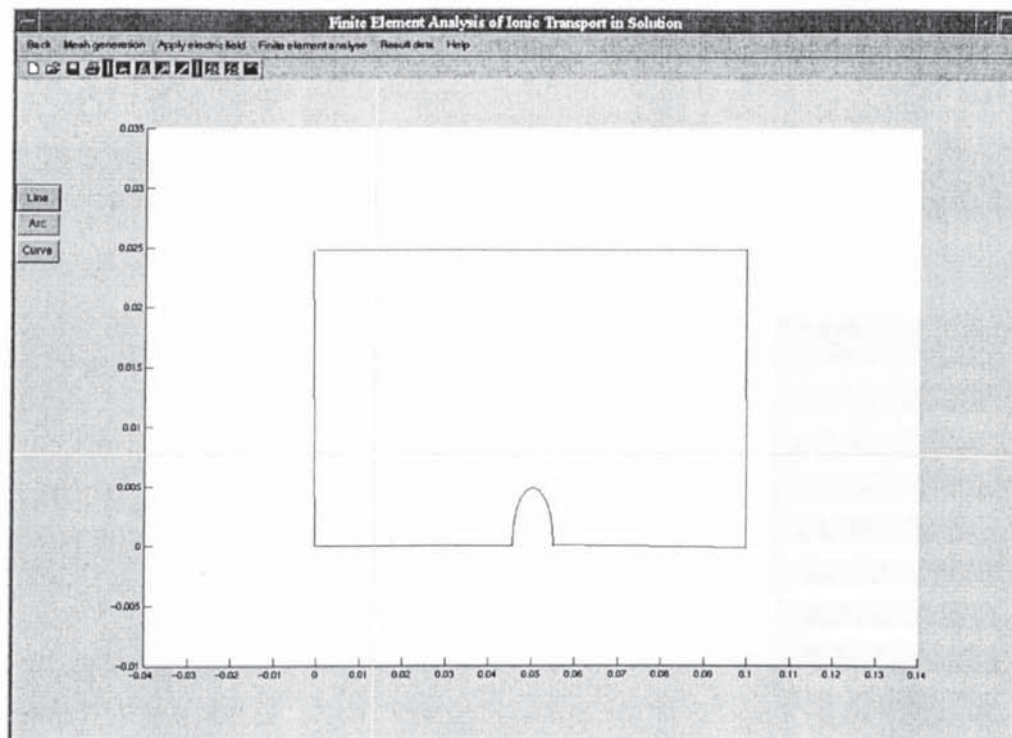 Finite Element Analysis of Ionic Transport in Solution
Back Mesh generation Apply electric field Finite element analyse Result data Help
Line
Arc
Curve
0.035
0.03
0.025
0.02
0.015
0.01
0.005
0
-0.005
-0.01
-0.04 -0.03 -0.02 -0.01 0 0.01 0.02 0.03 0.04 0.05 0.06 0.07 0.08 0.09 0.1 0.11 0.12 0.13 0.14